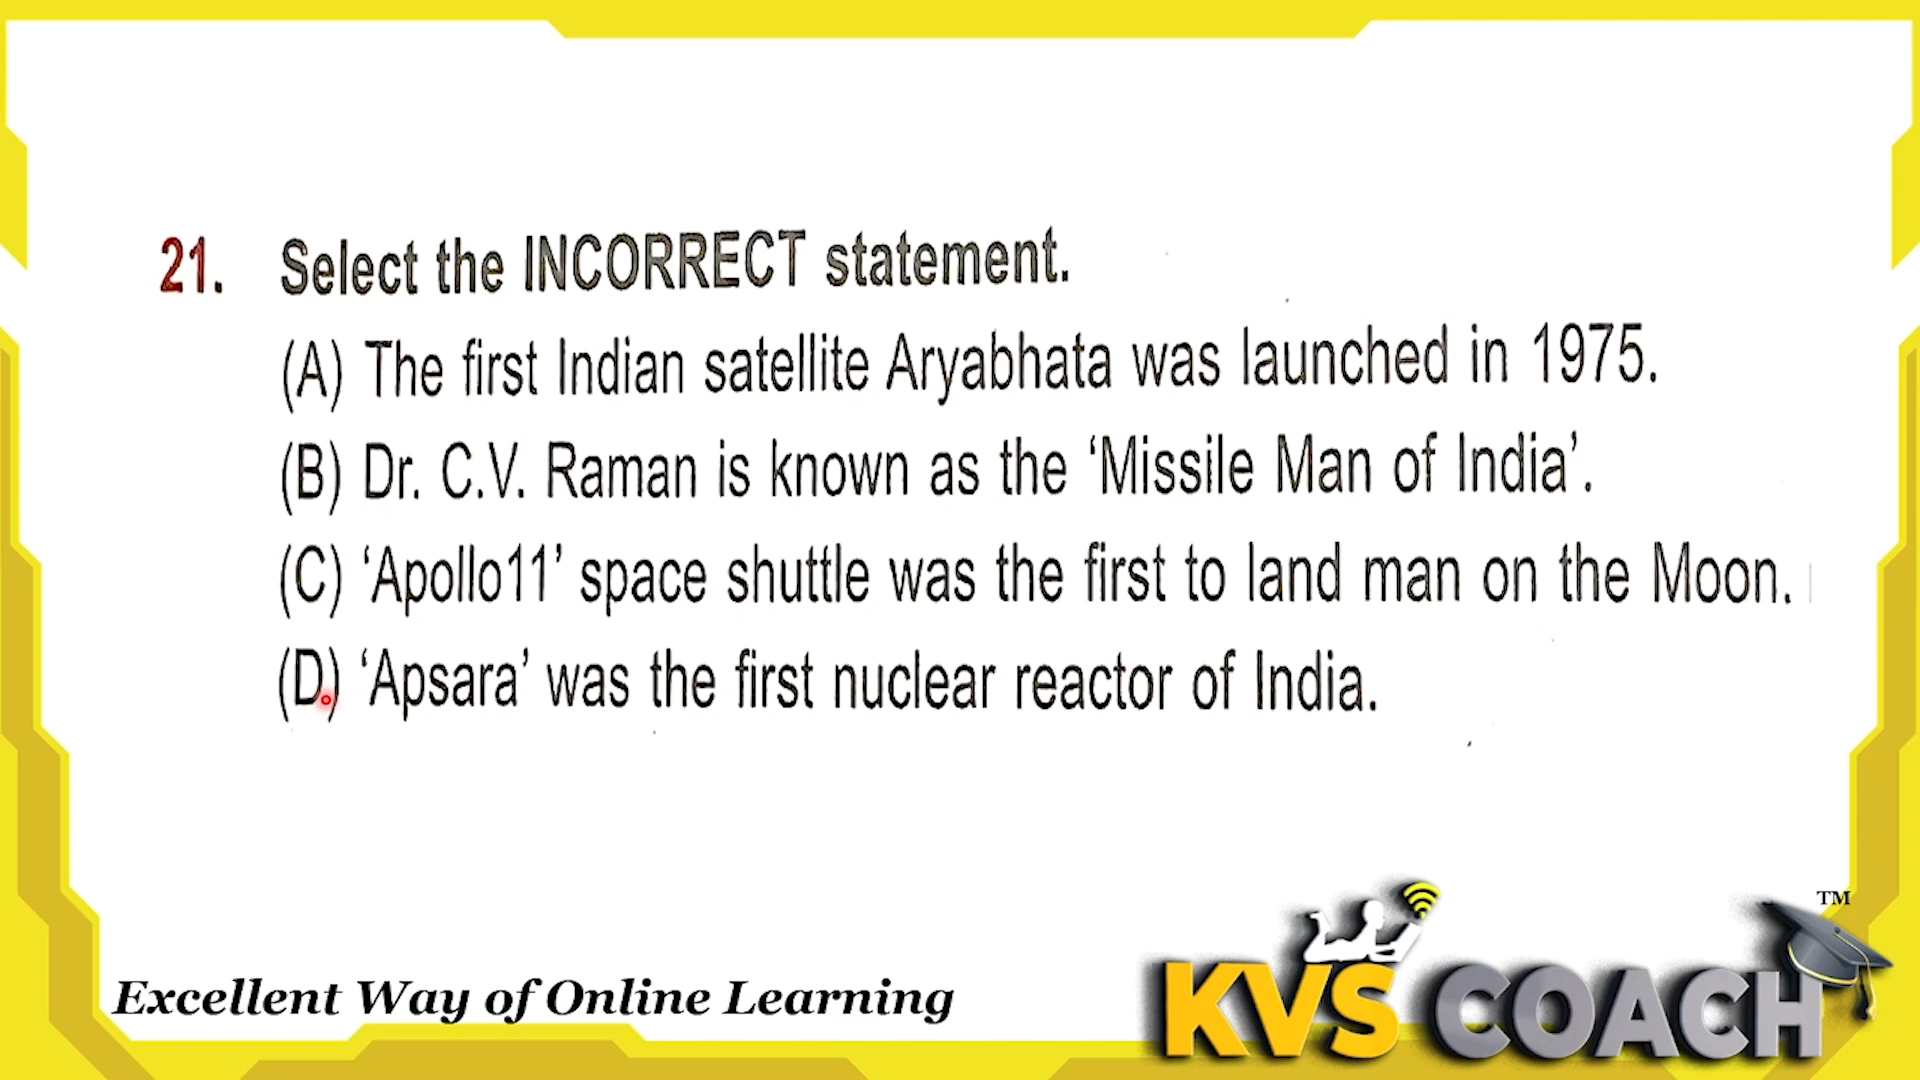 21. Select the INCORRECT statement.
(A) The first Indian satellite Aryabhata was launched in 1975.
(B) Dr. C.V. Raman is known as the ‘Missile Man of India’.
(C) ‘Apollo11’ space shuttle was the first to land man on the Moon.
(D) ‘Apsara’ was the first nuclear reactor of India.
Excellent Way of Online Learning
KVS COACH TM